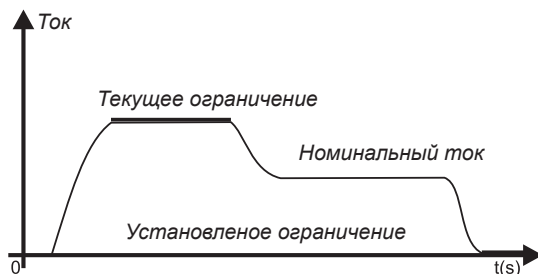 Ток
Текущее ограничение
Номинальный ток
Установленое ограничение
0
t(s)